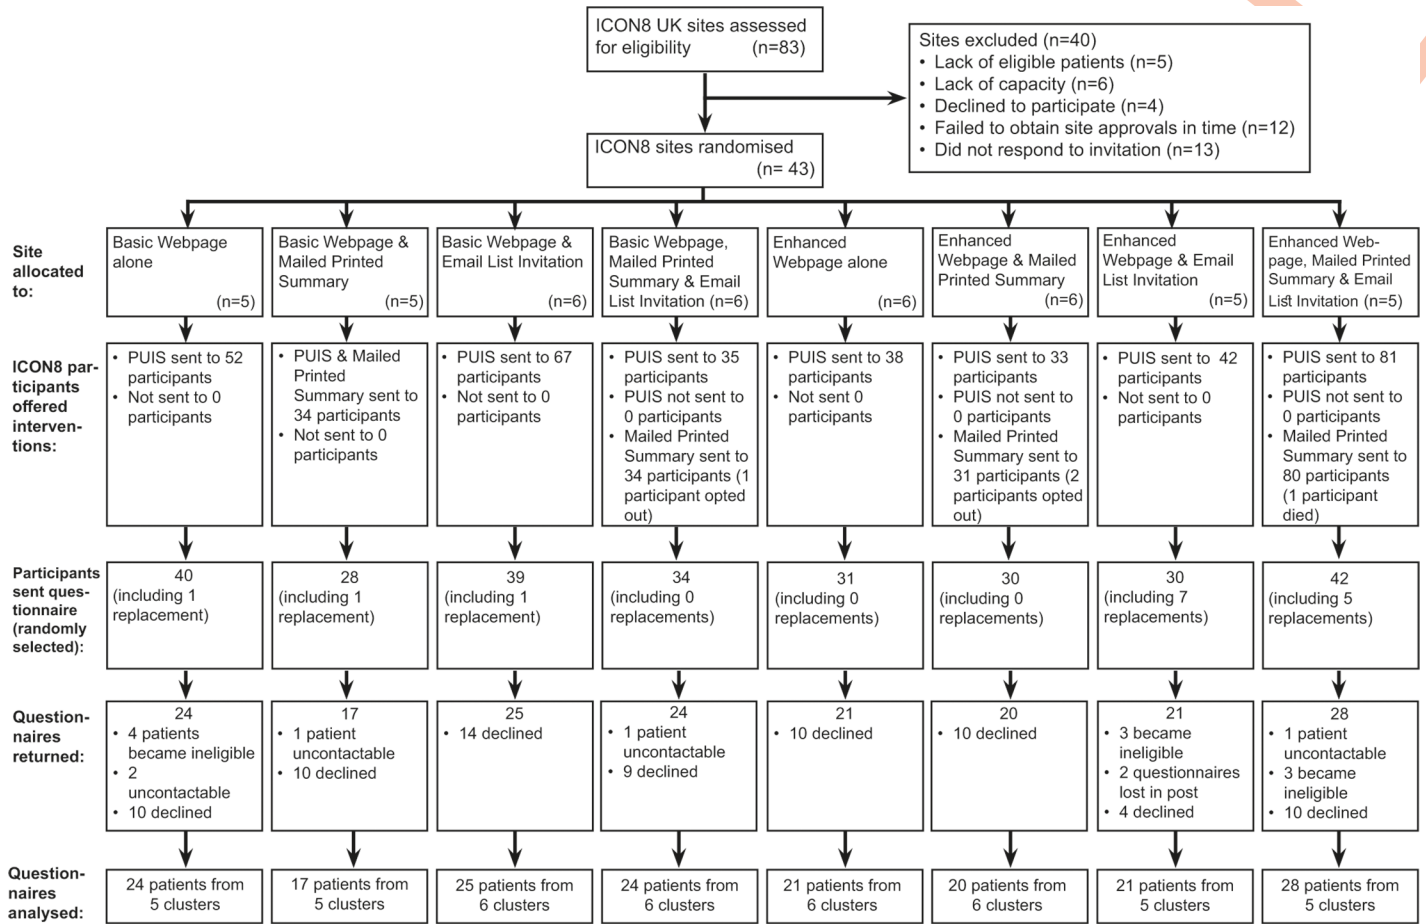 ICON8 UK sites assessed
for eligibility (n=83)
Sites excluded (n=40)
• Lack of eligible patients (n=5)
• Lack of capacity (n=6)
• Declined to participate (n=4)
• Failed to obtain site approvals in time (n=12)
• Did not respond to invitation (n=13)
ICON8 sites randomised
(n= 43)
Site
allocated
to:
Basic Webpage
alone
(n=5)
Basic Webpage &
Mailed Printed
Summary
(n=5)
Basic Webpage &
Email List Invitation
(n=6)
Basic Webpage,
Mailed Printed
Summary & Email
List Invitation (n=6)
Enhanced
Webpage alone
(n=6)
Enhanced
Webpage & Mailed
Printed Summary
(n=6)
Enhanced
Webpage & Email
List Invitation
(n=5)
Enhanced Web-
page, Mailed Printed
Summary & Email
List Invitation (n=5)
ICON8 par-
ticipants
offered
interven-
tions:
• PUIS sent to 52
participants
• Not sent to 0
participants
• PUIS & Mailed
Printed
Summary sent to
34 participants
• Not sent to 0
participants
• PUIS sent to 67
participants
• Not sent to 0
participants
• PUIS sent to 35
participants
• PUIS not sent to
0 participants
• Mailed Printed
Summary sent to
34 participants (1
participant opted
out)
• PUIS sent to 38
participants
• Not sent 0
participants
• PUIS sent to 33
participants
• PUIS not sent to
0 participants
• Mailed Printed
Summary sent to
31 participants (2
participants opted
out)
• PUIS sent to 42
participants
• Not sent to 0
participants
• PUIS sent to 81
participants
• PUIS not sent to
0 participants
• Mailed Printed
Summary sent to
80 participants
(1 participant
died)
Participants
sent ques-
tionnaire
(randomly
selected):
40
(including 1
replacement)
28
(including 1
replacement)
39
(including 1
replacement)
34
(including 0
replacements)
31
(including 0
replacements)
30
(including 0
replacements)
30
(including 7
replacements)
42
(including 5
replacements)
Question-
naires
returned:
24
• 4 patients
became ineligible
• 2
uncontactable
• 10 declined
17
• 1 patient
uncontactable
• 10 declined
25
• 14 declined
24
• 1 patient
uncontactable
• 9 declined
21
• 10 declined
20
• 10 declined
21
• 3 became
ineligible
• 2 questionnaires
lost in post
• 4 declined
28
• 1 patient
uncontactable
• 3 became
ineligible
• 10 declined
Question-
naires
analysed:
24 patients from
5 clusters
17 patients from
5 clusters
25 patients from
6 clusters
24 patients from
6 clusters
21 patients from
6 clusters
20 patients from
6 clusters
21 patients from
5 clusters
28 patients from
5 clusters